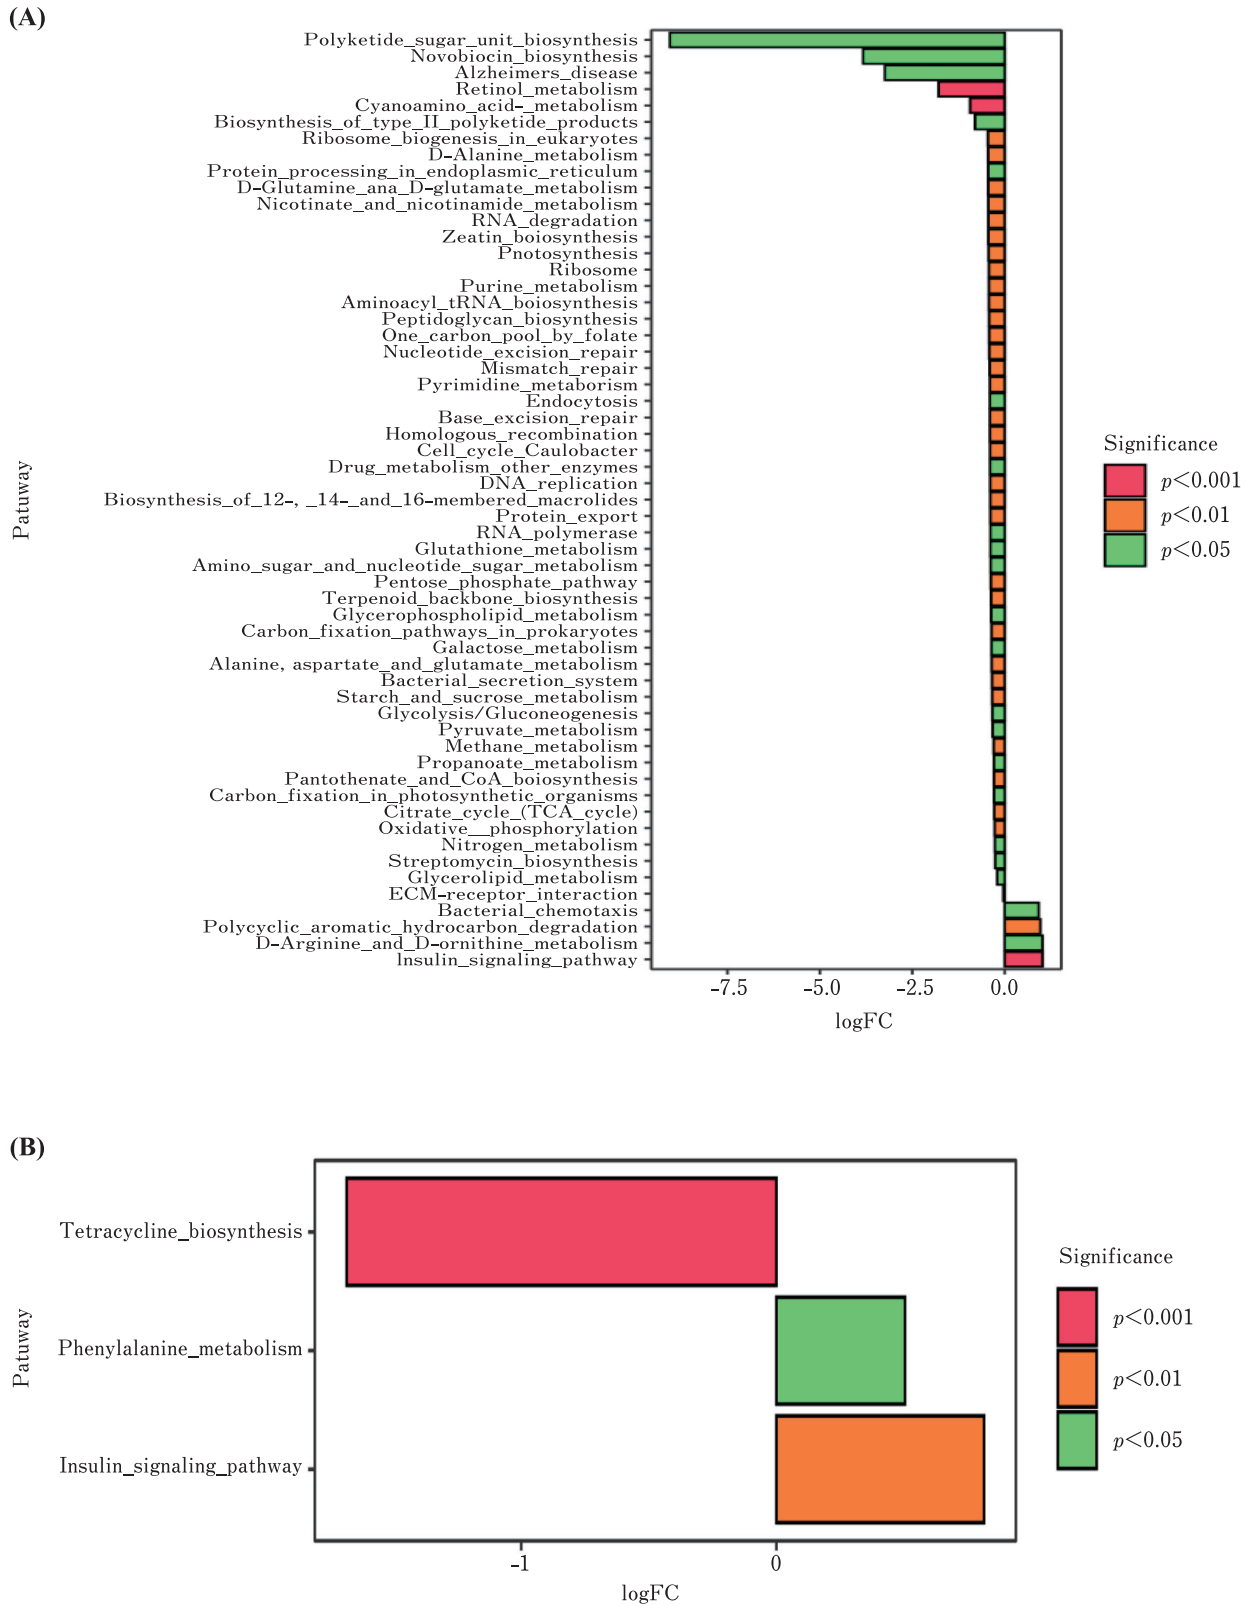 (A)
Polyketide_sugar_unit_biosynthesis
Novobiocin_biosynthesis
Alzheimers_disease
Retinol_metabolism
Cyanoamino_acid-_metabolism
Biosynthesis_of_type_II_polyketide_products
Ribosome_biogenesis_in_eukaryotes
D-Alanine_metabolism
Protein_processing_in_endoplasmic_reticulum
D-Glutamine_ana_D-glutamate_metabolism
Nicotinate_and_nicotinamide_metabolism
RNA_degradation
Zeatin_boiosynthesis
Pnotosynthesis
Ribosome
Purine_metabolism
Aminoacyl_tRNA_boiosynthesis
Peptidoglycan_biosynthesis
One_carbon_pool_by_folate
Nucleotide_excision_repair
Mismatch_repair
Pyrimidine_metaborism
Endocytosis
Base_excision_repair
Homologous_recombination
Cell_cycle_Caulobacter
Drug_metabolism_other_enzymes
DNA_replication
Biosynthesis_of_12-, _14-_and_16-membered_macrolides
Protein_export
RNA_polymerase
Glutathione_metabolism
Amino_sugar_and_nucleotide_sugar_metabolism
Pentose_phosphate_pathway
Terpenoid_backbone_biosynthesis
Glycerophospholipid_metabolism
Carbon_fixation_pathways_in_prokaryotes
Galactose_metabolism
Alanine, aspartate_and_glutamate_metabolism
Bacterial_secretion_system
Starch_and_sucrose_metabolism
Glycolysis/Gluconeogenesis
Pyruvate_metabolism
Methane_metabolism
Propanoate_metabolism
Pantothenate_and_CoA_boiosynthesis
Carbon_fixation_in_photosynthetic_organisms
Citrate_cycle_(TCA_cycle)
Oxidative__phosphorylation
Nitrogen_metabolism
Streptomycin_biosynthesis
Glycerolipid_metabolism
ECM-receptor_interaction
Bacterial_chemotaxis
Polycyclic_aromatic_hydrocarbon_degradation
D-Arginine_and_D-ornithine_metabolism
lnsulin_signaling_pathway
Patuway
-7.5 -5.0 -2.5 0.0
logFC
Significance
p<0.001
p<0.01
p<0.05
(B)
Tetracycline_biosynthesis
Phenylalanine_metabolism
Insulin_signaling_pathway
Patuway
-1 0
logFC
Significance
p<0.001
p<0.01
p<0.05